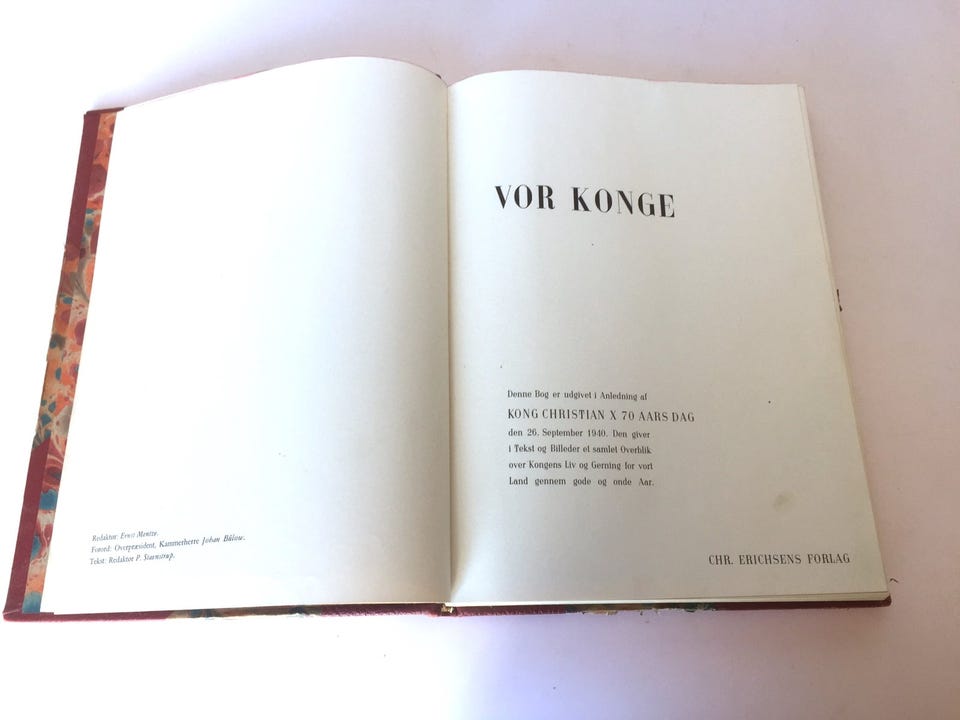 Redaktør: Ernst Mentze.
Forord: Overpræsident, Kammerherre Johan Bülow.
Tekst: Redaktør P. Stavnstrup.
VOR KONGE
Denne Bog er udgivet i Anledning af
KONG CHRISTIAN X 70 AARS DAG
den 26. September 1940. Den giver
i Tekst og Billeder et samlet Overblik
over Kongens Liv og Gerning for vort
Land gennem gode og onde Aar.
CHR. ERICHSENS FORLAG